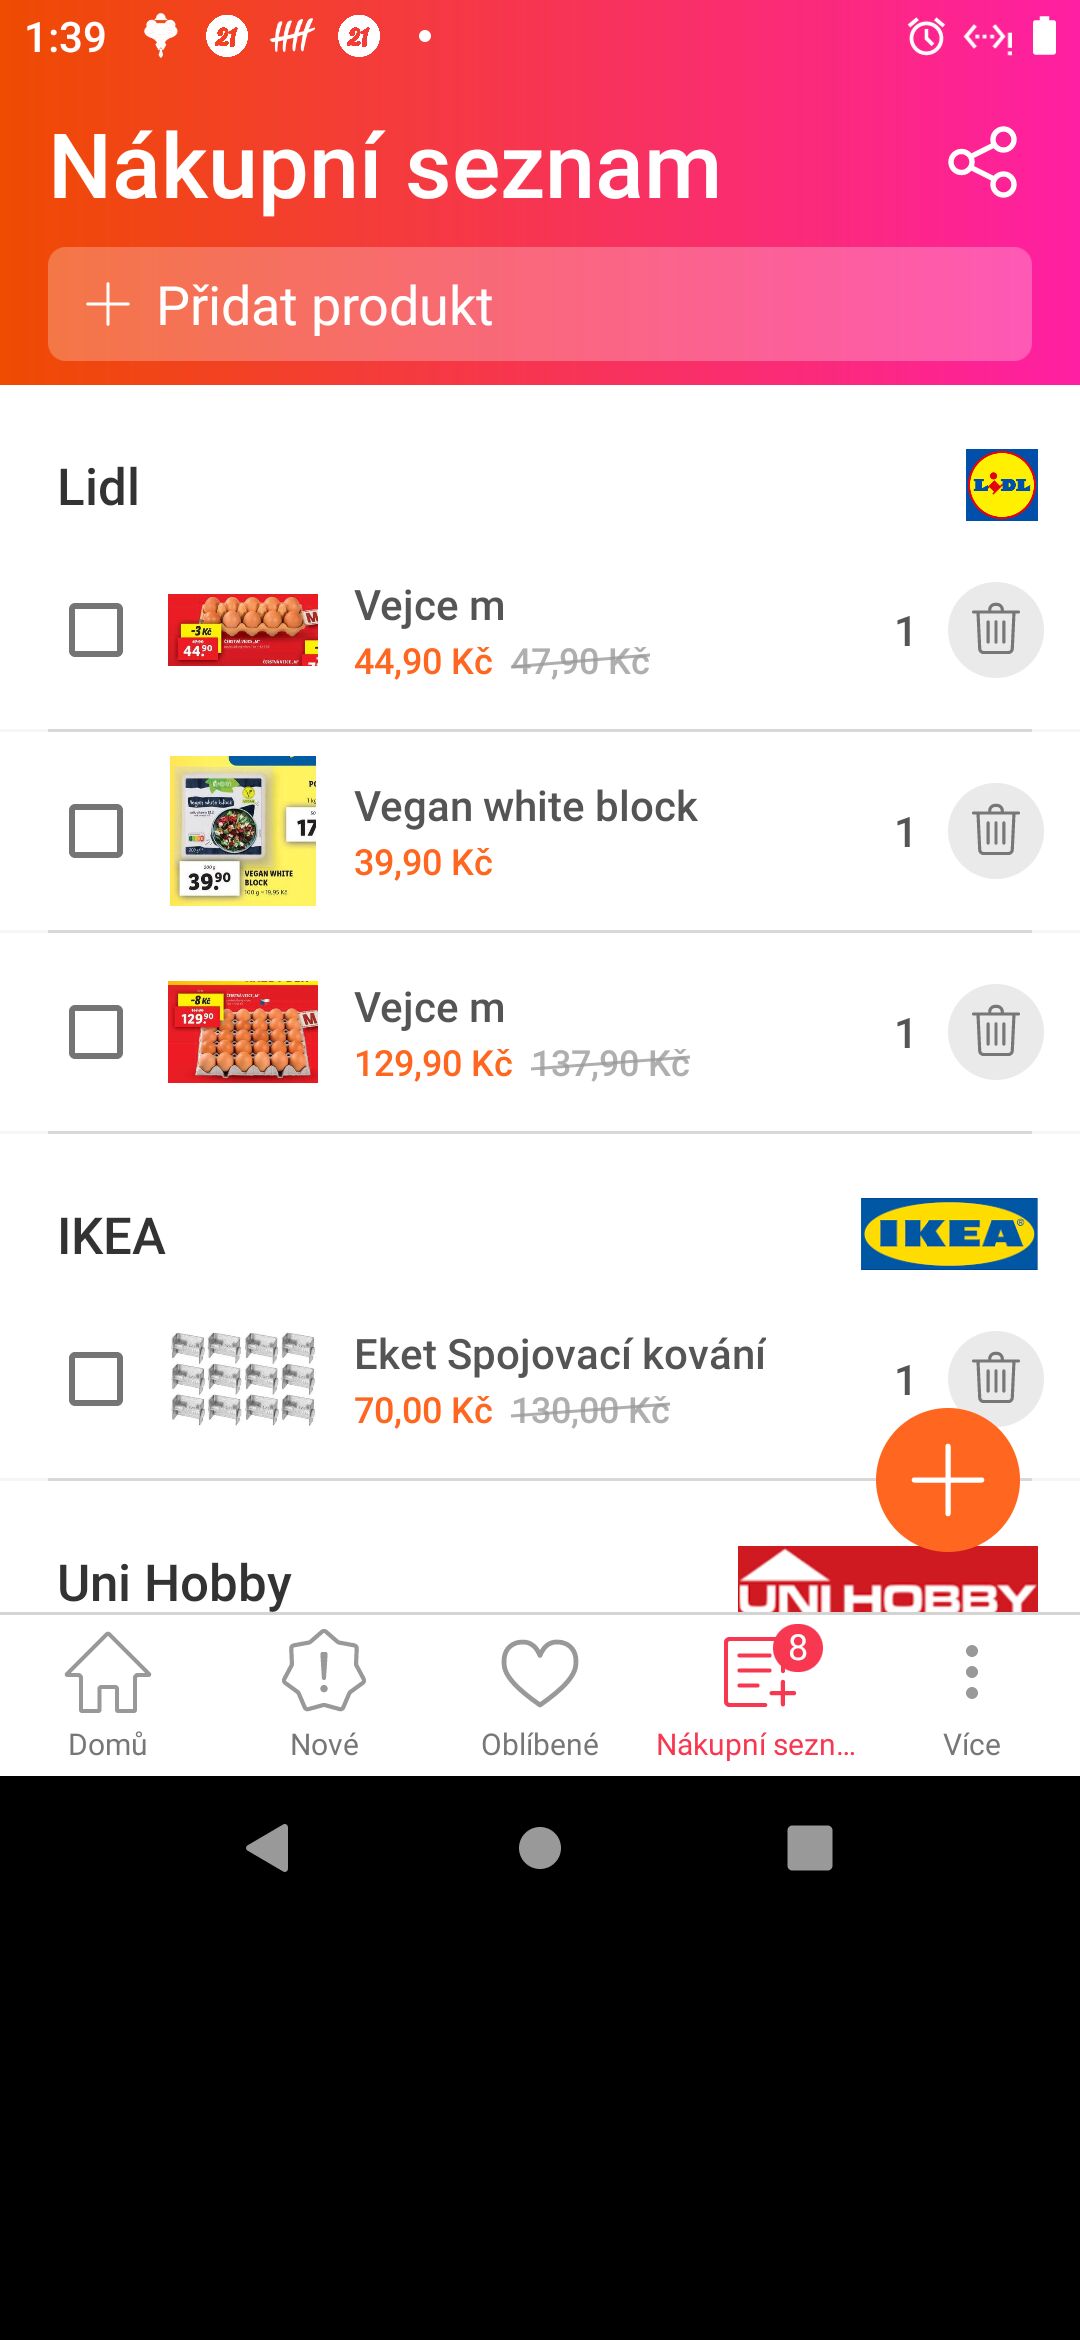 1:39
Nákupní seznam
Přidat produkt
Lidl
LIDL
Vejce m
44,90 Kč 47,90 Kč
1
-3 Kč
44.90
Vegan white block
39,90 Kč
1
39.90
VEGAN WHITE
BLOCK
17
Vejce m
129,90 Kč 137,90 Kč
1
-8 Kč
129.90
IKEA
IKEA
Eket Spojovací kování
70,00 Kč 130,00 Kč
1
Uni Hobby
UNI HOBBY
8
Domů
Nové
Oblíbené
Nákupní sezn...
Více